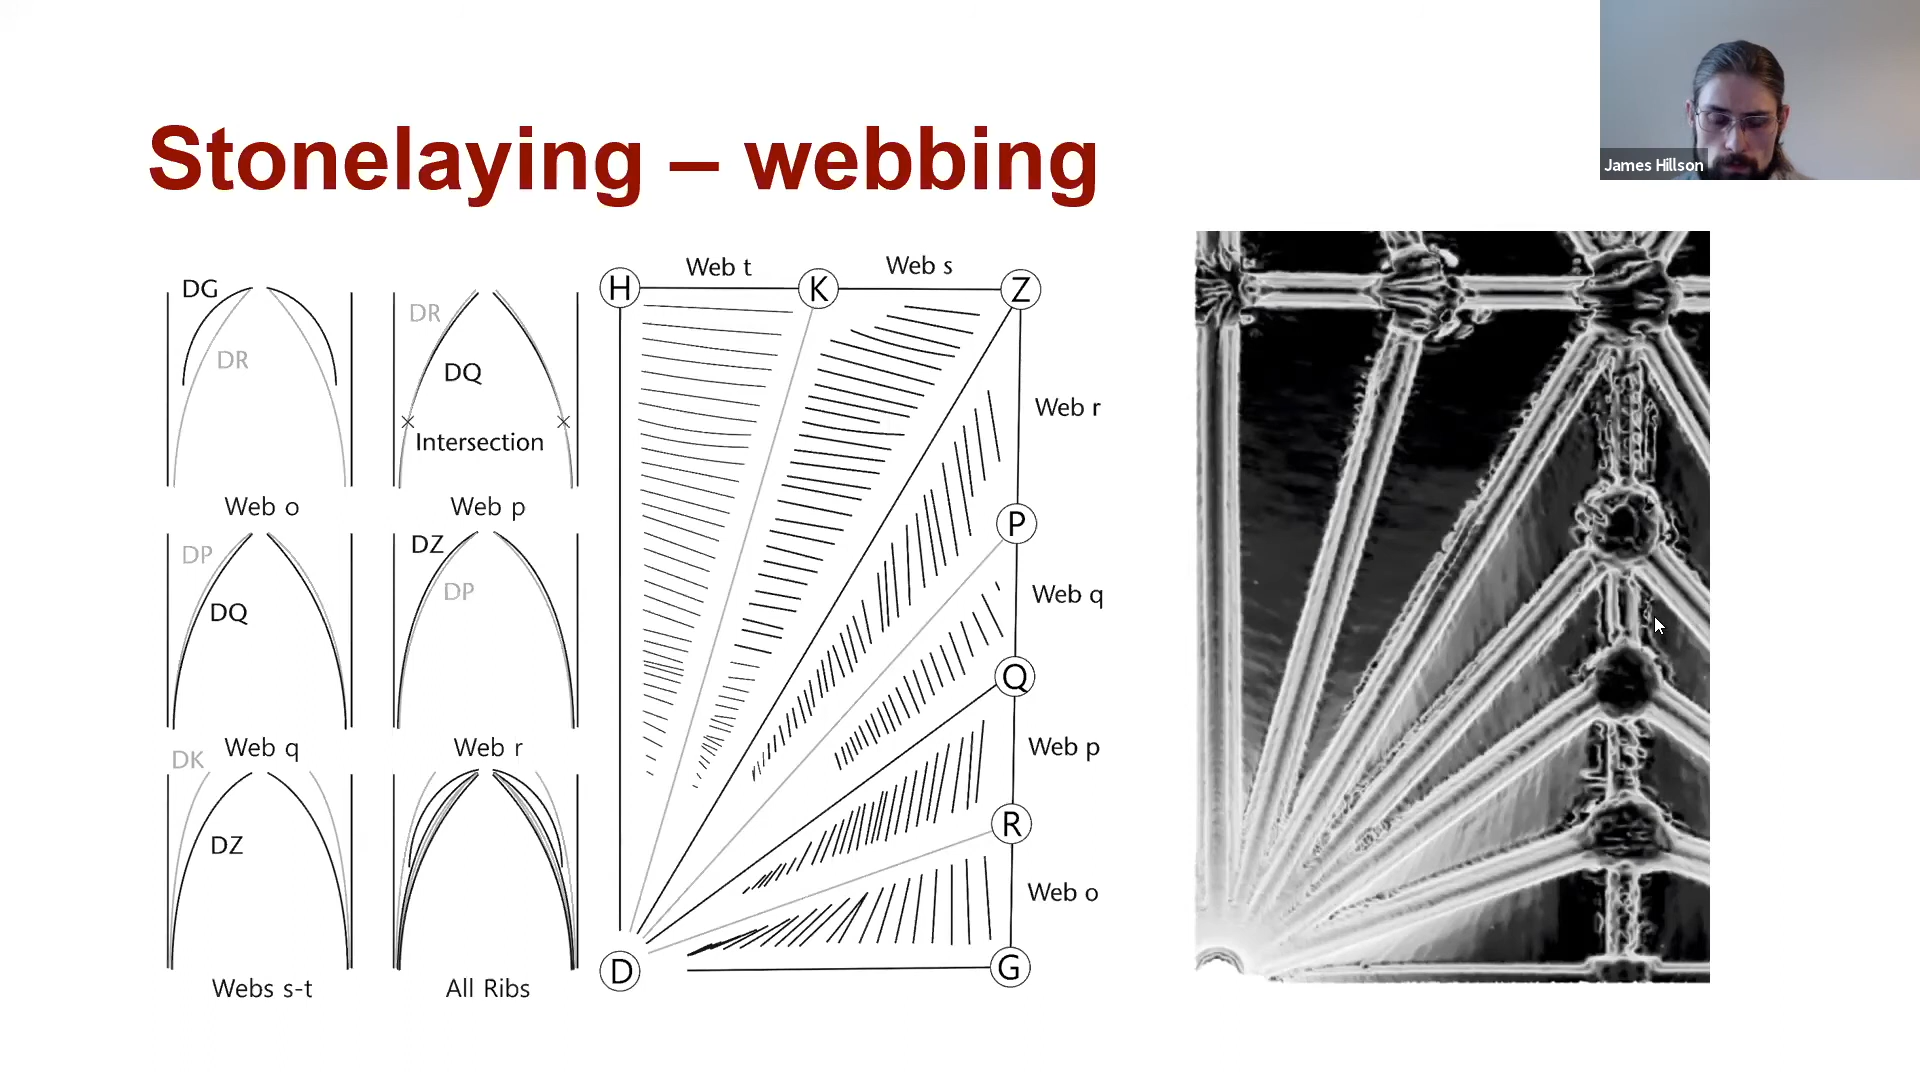 James Hillson
Stonelaying – webbing
DG
DR
Web o
DR
DQ
Intersection
Web p
DP
DQ
Web q
DZ
DP
Web r
DK
DZ
Webs s-t
All Ribs
Web t
Web s
H
K
Z
Web r
P
Web q
Q
Web p
R
Web o
D
G